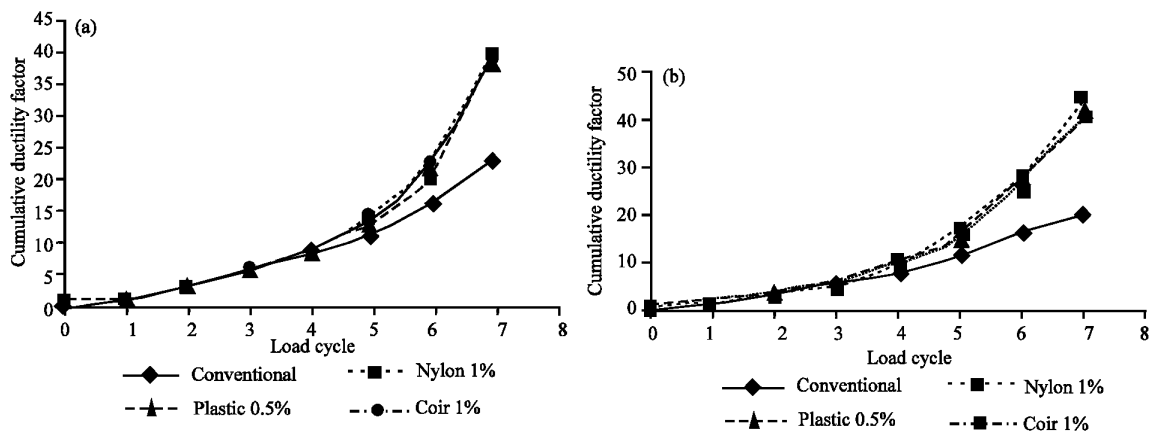 (a)
Cumulative ductility factor
45
40
35
30
25
20
15
10
5
0
0 1 2 3 4 5 6 7 8
Load cycle
Conventional
Nylon 1%
Plastic 0.5%
Coir 1%
(b)
Cumulative ductility factor
50
40
30
20
10
0
0 1 2 3 4 5 6 7 8
Load cycle
Conventional
Nylon 1%
Plastic 0.5%
Coir 1%